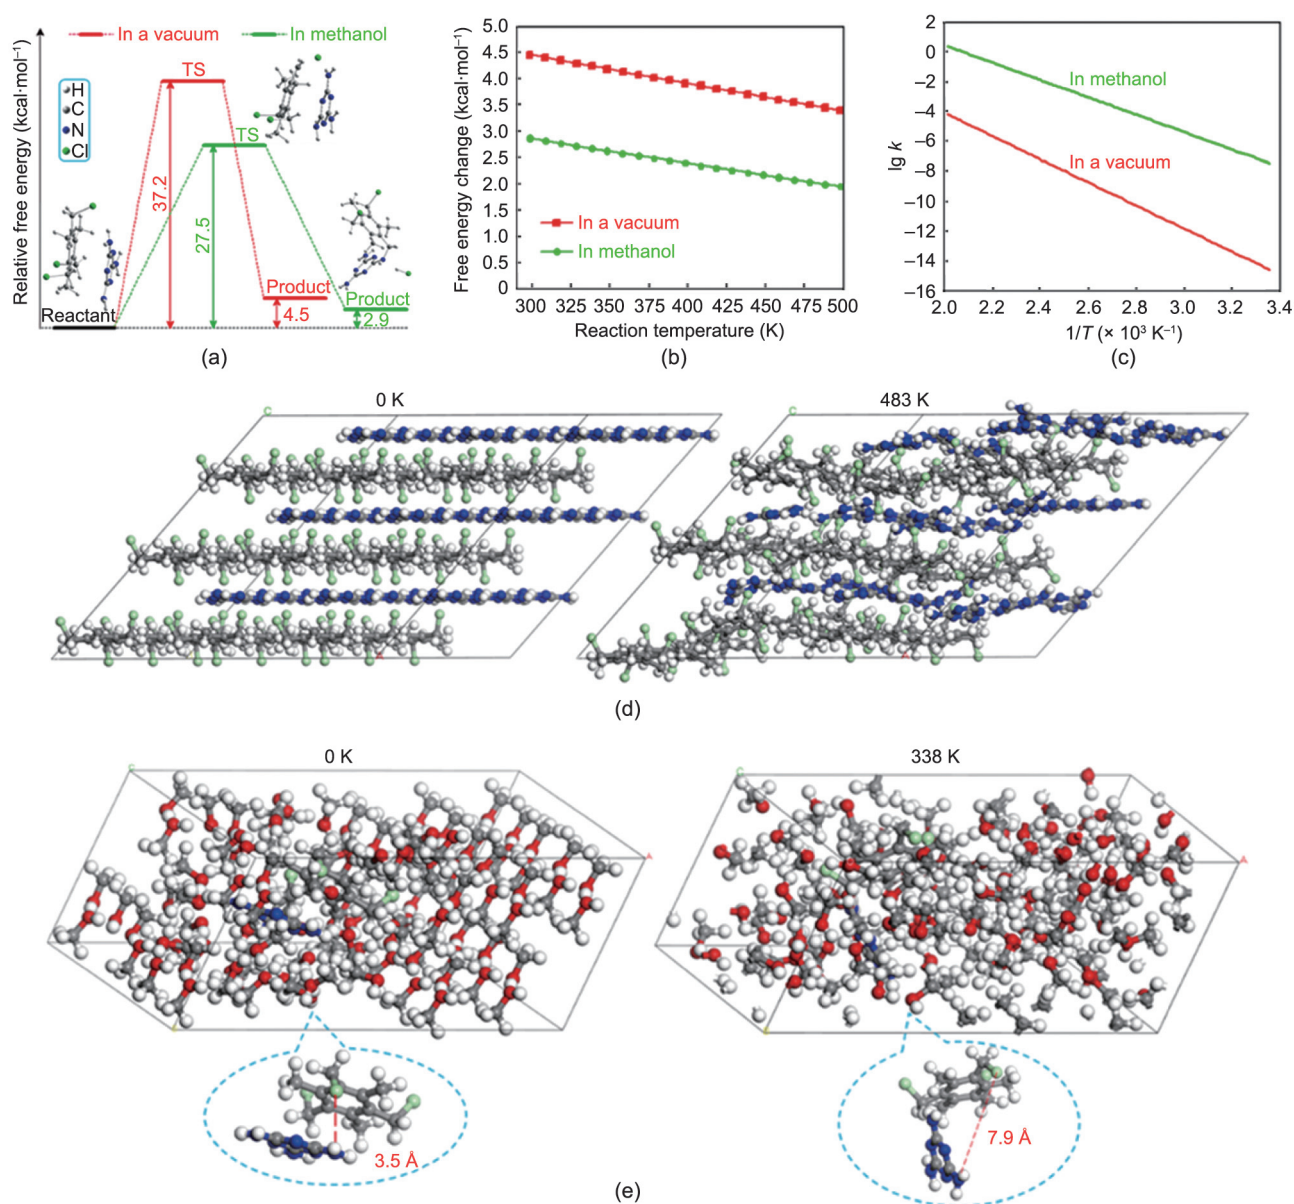 In a vacuum In methanol
Relative free energy (kcal·mol⁻¹)
H
C
N
Cl
TS
TS
37.2
27.5
Reactant
Product
4.5
Product
2.9
(a)
Free energy change (kcal·mol⁻¹)
5.0
4.5
4.0
3.5
3.0
2.5
2.0
1.5
1.0
0.5
0
In a vacuum
In methanol
300 325 350 375 400 425 450 475 500
Reaction temperature (K)
(b)
lg k
2
0
–2
–4
–6
–8
–10
–12
–14
–16
In methanol
In a vacuum
2.0 2.2 2.4 2.6 2.8 3.0 3.2 3.4
1/T (× 10³ K⁻¹)
(c)
0 K 483 K
(d)
0 K 338 K
3.5 Å
7.9 Å
(e)